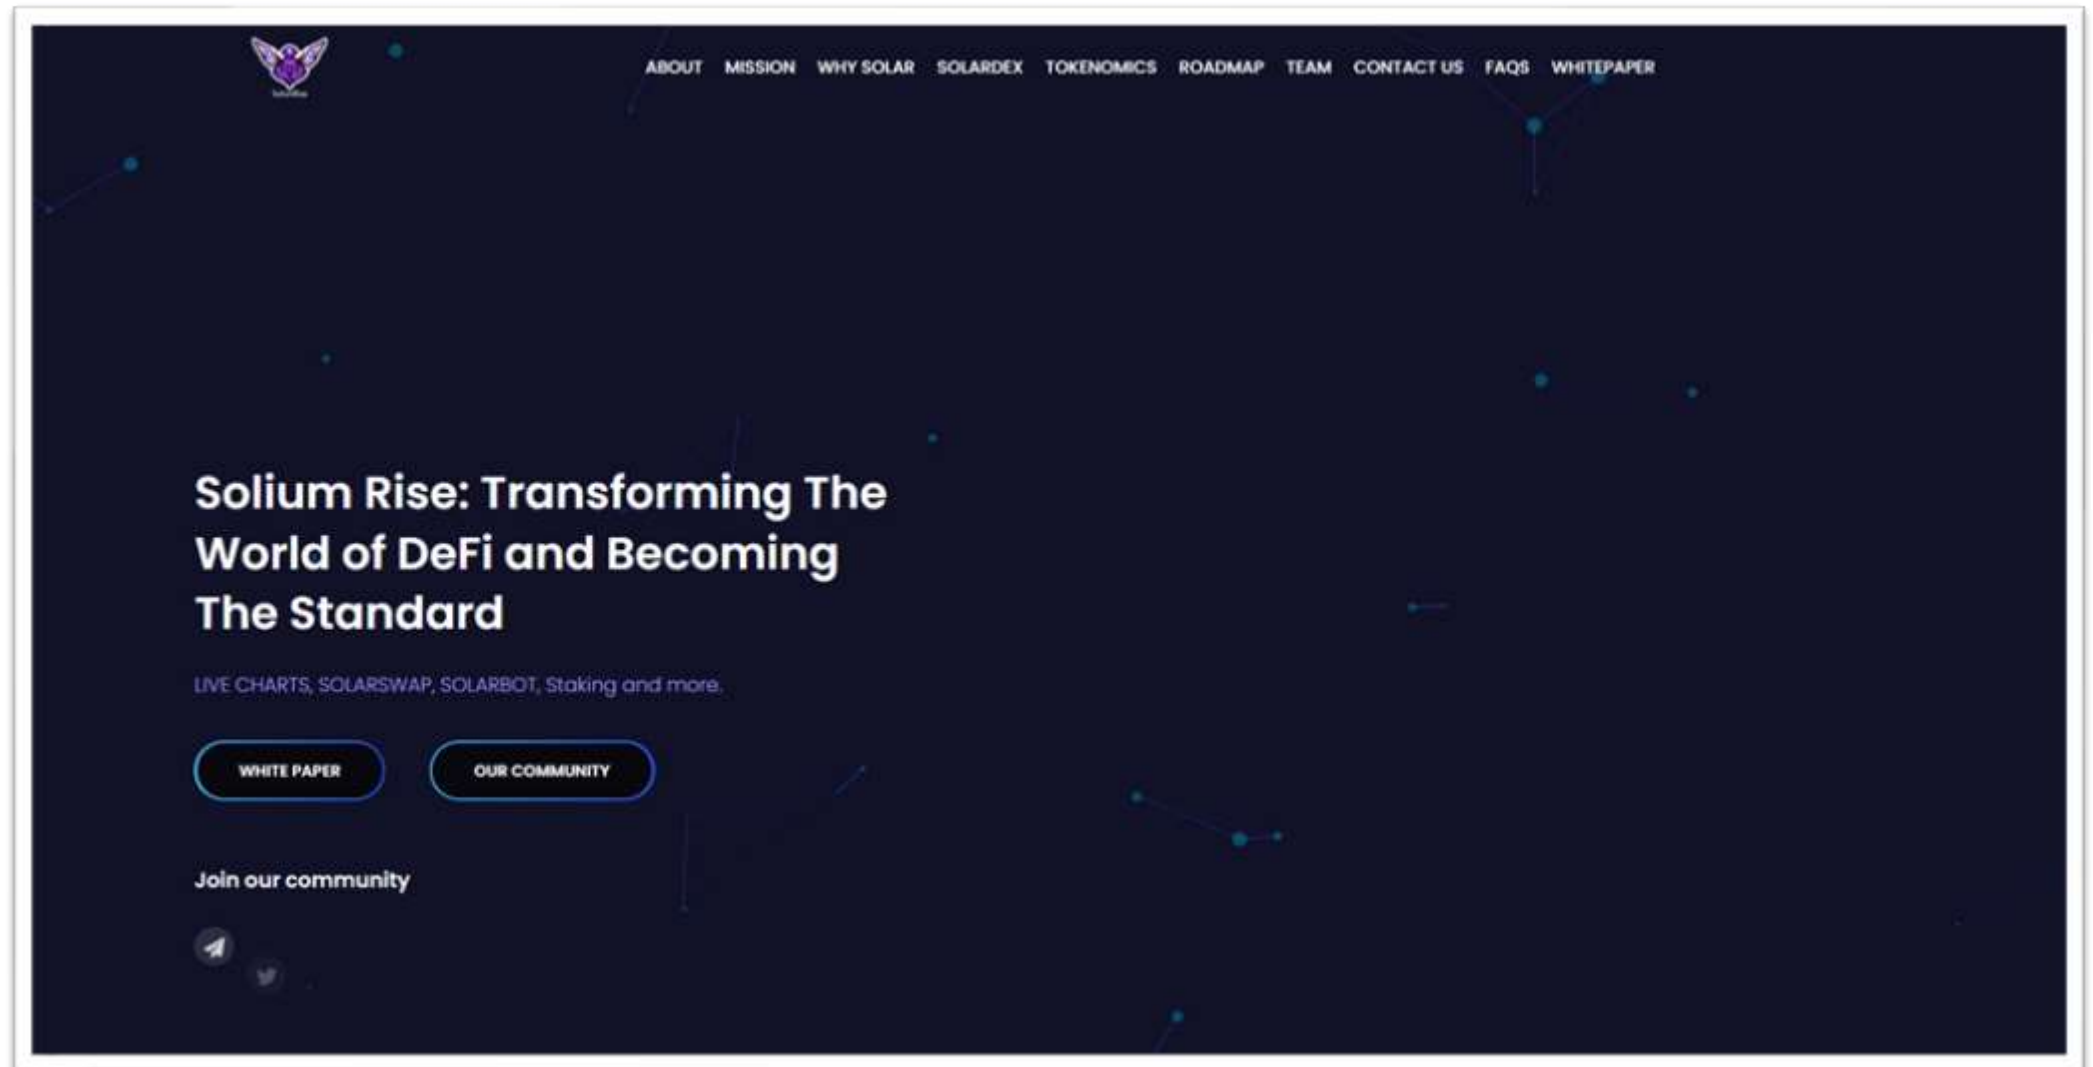 ABOUT MISSION WHY SOLAR SOLARDEX TOKENOMICS ROADMAP TEAM CONTACT US FAQS WHITEPAPER
Solium Rise: Transforming The
World of DeFi and Becoming
The Standard
LIVE CHARTS, SOLARSWAP, SOLARBOT, Staking and more.
WHITE PAPER OUR COMMUNITY
Join our community